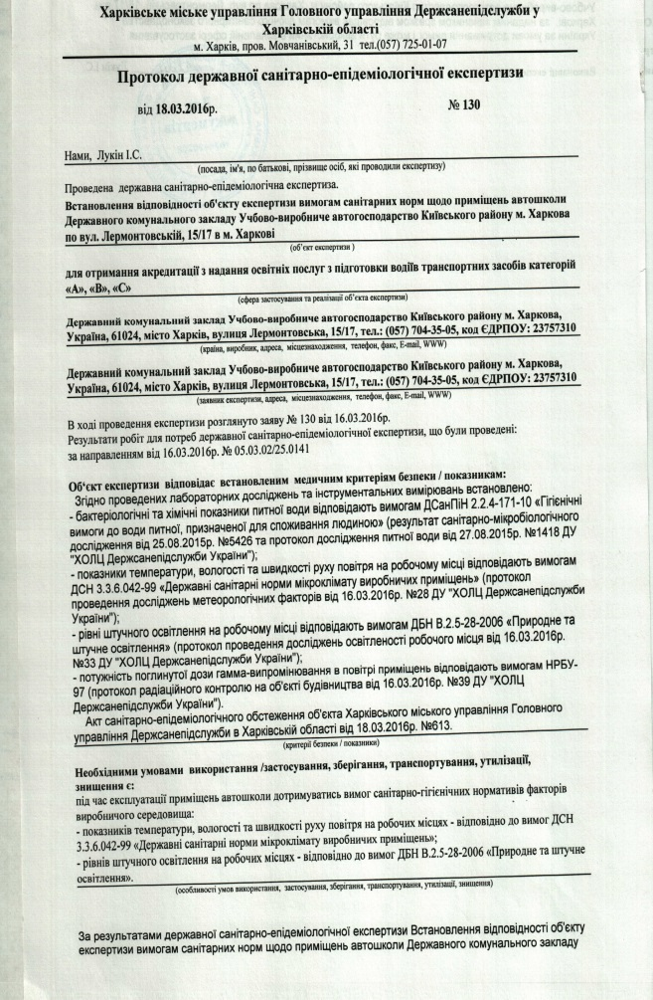 Харківське міське управління Головного управління Держсанепідслужби у
Харківській області
м. Харків, пров. Мовчанівський, 31 тел.(057) 725-01-07
Протокол державної санітарно-епідеміологічної експертизи
від 18.03.2016р.
№ 130
Нами, Лукін І.С.
(посада, ім'я, по батькові, прізвище осіб, які проводили експертизу)
Проведена державна санітарно-епідеміологічна експертиза.
Встановлення відповідності об'єкту експертизи вимогам санітарних норм щодо приміщень автошколи
Державного комунального закладу Учбово-виробниче автогосподарство Київського району м. Харкова
по вул. Лермонтовській, 15/17 в м. Харкові
(об'єкт експертизи )
для отримання акредитації з надання освітніх послуг з підготовки водіїв транспортних засобів категорій
«А», «В», «С»
(сфера застосування та реалізації об'єкта експертизи)
Державний комунальний заклад Учбово-виробниче автогосподарство Київського району м. Харкова,
Україна, 61024, місто Харків, вулиця Лермонтовська, 15/17, тел.: (057) 704-35-05, код ЄДРПОУ: 23757310
(країна, виробник, адреса, місцезнаходження, телефон, факс, E-mail, WWW)
Державний комунальний заклад Учбово-виробниче автогосподарство Київського району м. Харкова,
Україна, 61024, місто Харків, вулиця Лермонтовська, 15/17, тел.: (057) 704-35-05, код ЄДРПОУ: 23757310
(заявник експертизи, адреса, місцезнаходження, телефон, факс, E-mail, WWW)
В ході проведення експертизи розглянуто заяву № 130 від 16.03.2016р.
Результати робіт для потреб державної санітарно-епідеміологічної експертизи, що були проведені:
за направленням від 16.03.2016р. № 05.03.02/25.0141
Об'єкт експертизи відповідає встановленим медичним критеріям безпеки / показникам:
Згідно проведених лабораторних досліджень та інструментальних вимірювань встановлено:
- бактеріологічні та хімічні показники питної води відповідають вимогам ДСанПіН 2.2.4-171-10 «Гігієнічні
вимоги до води питної, призначеної для споживання людиною» (результат санітарно-мікробіологічного
дослідження від 25.08.2015р. №5426 та протокол дослідження питної води від 27.08.2015р. №1418 ДУ
"ХОЛЦ Держсанепідслужби України");
- показники температури, вологості та швидкості руху повітря на робочому місці відповідають вимогам
ДСН 3.3.6.042-99 «Державні санітарні норми мікроклімату виробничих приміщень» (протокол
проведення досліджень метеорологічних факторів від 16.03.2016р. №28 ДУ "ХОЛЦ Держсанепідслужби
України");
- рівні штучного освітлення на робочому місці відповідають вимогам ДБН В.2.5-28-2006 «Природне та
штучне освітлення» (протокол проведення досліджень освітленості робочого місця від 16.03.2016р.
№33 ДУ "ХОЛЦ Держсанепідслужби України");
- потужність поглинутої дози гамма-випромінювання в повітрі приміщень відповідають вимогам НРБУ-
97 (протокол радіаційного контролю на об'єкті будівництва від 16.03.2016р. №39 ДУ "ХОЛЦ
Держсанепідслужби України").
Акт санітарно-епідеміологічного обстеження об'єкта Харківського міського управління Головного
управління Держсанепідслужби в Харківській області від 18.03.2016р. №613.
(критерії безпеки / показники)
Необхідними умовами використання /застосування, зберігання, транспортування, утилізації,
знищення є:
під час експлуатації приміщень автошколи дотримуватись вимог санітарно-гігієнічних нормативів факторів
виробничого середовища:
- показників температури, вологості та швидкості руху повітря на робочих місцях - відповідно до вимог ДСН
3.3.6.042-99 «Державні санітарні норми мікроклімату виробничих приміщень»;
- рівнів штучного освітлення на робочих місцях - відповідно до вимог ДБН В.2.5-28-2006 «Природне та штучне
освітлення».
(особливості умов використання, застосування, зберігання, транспортування, утилізації, знищення)
За результатами державної санітарно-епідеміологічної експертизи Встановлення відповідності об'єкту
експертизи вимогам санітарних норм щодо приміщень автошколи Державного комунального закладу